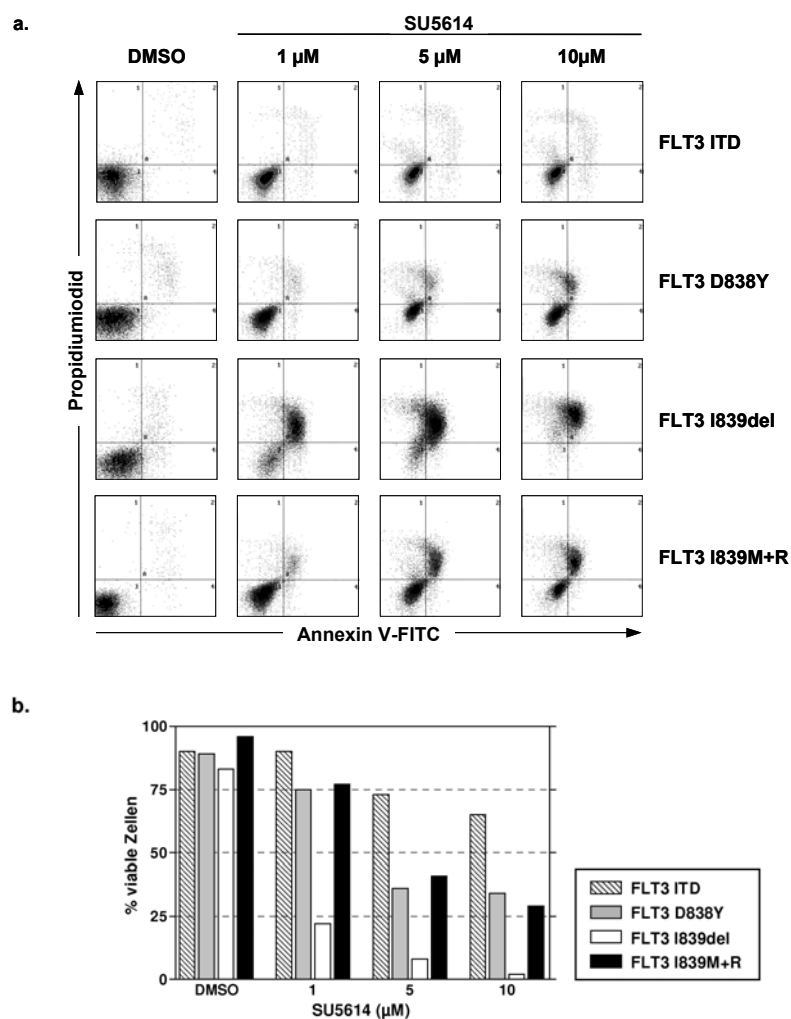 a.
SU5614
DMSO 1 µM 5 µM 10µM
FLT3 ITD
FLT3 D838Y
FLT3 I839del
FLT3 I839M+R
Propidiumiodid
Annexin V-FITC
b.
100
75
50
25
0
% viable Zellen
DMSO 1 5 10
SU5614 (µM)
FLT3 ITD
FLT3 D838Y
FLT3 I839del
FLT3 I839M+R